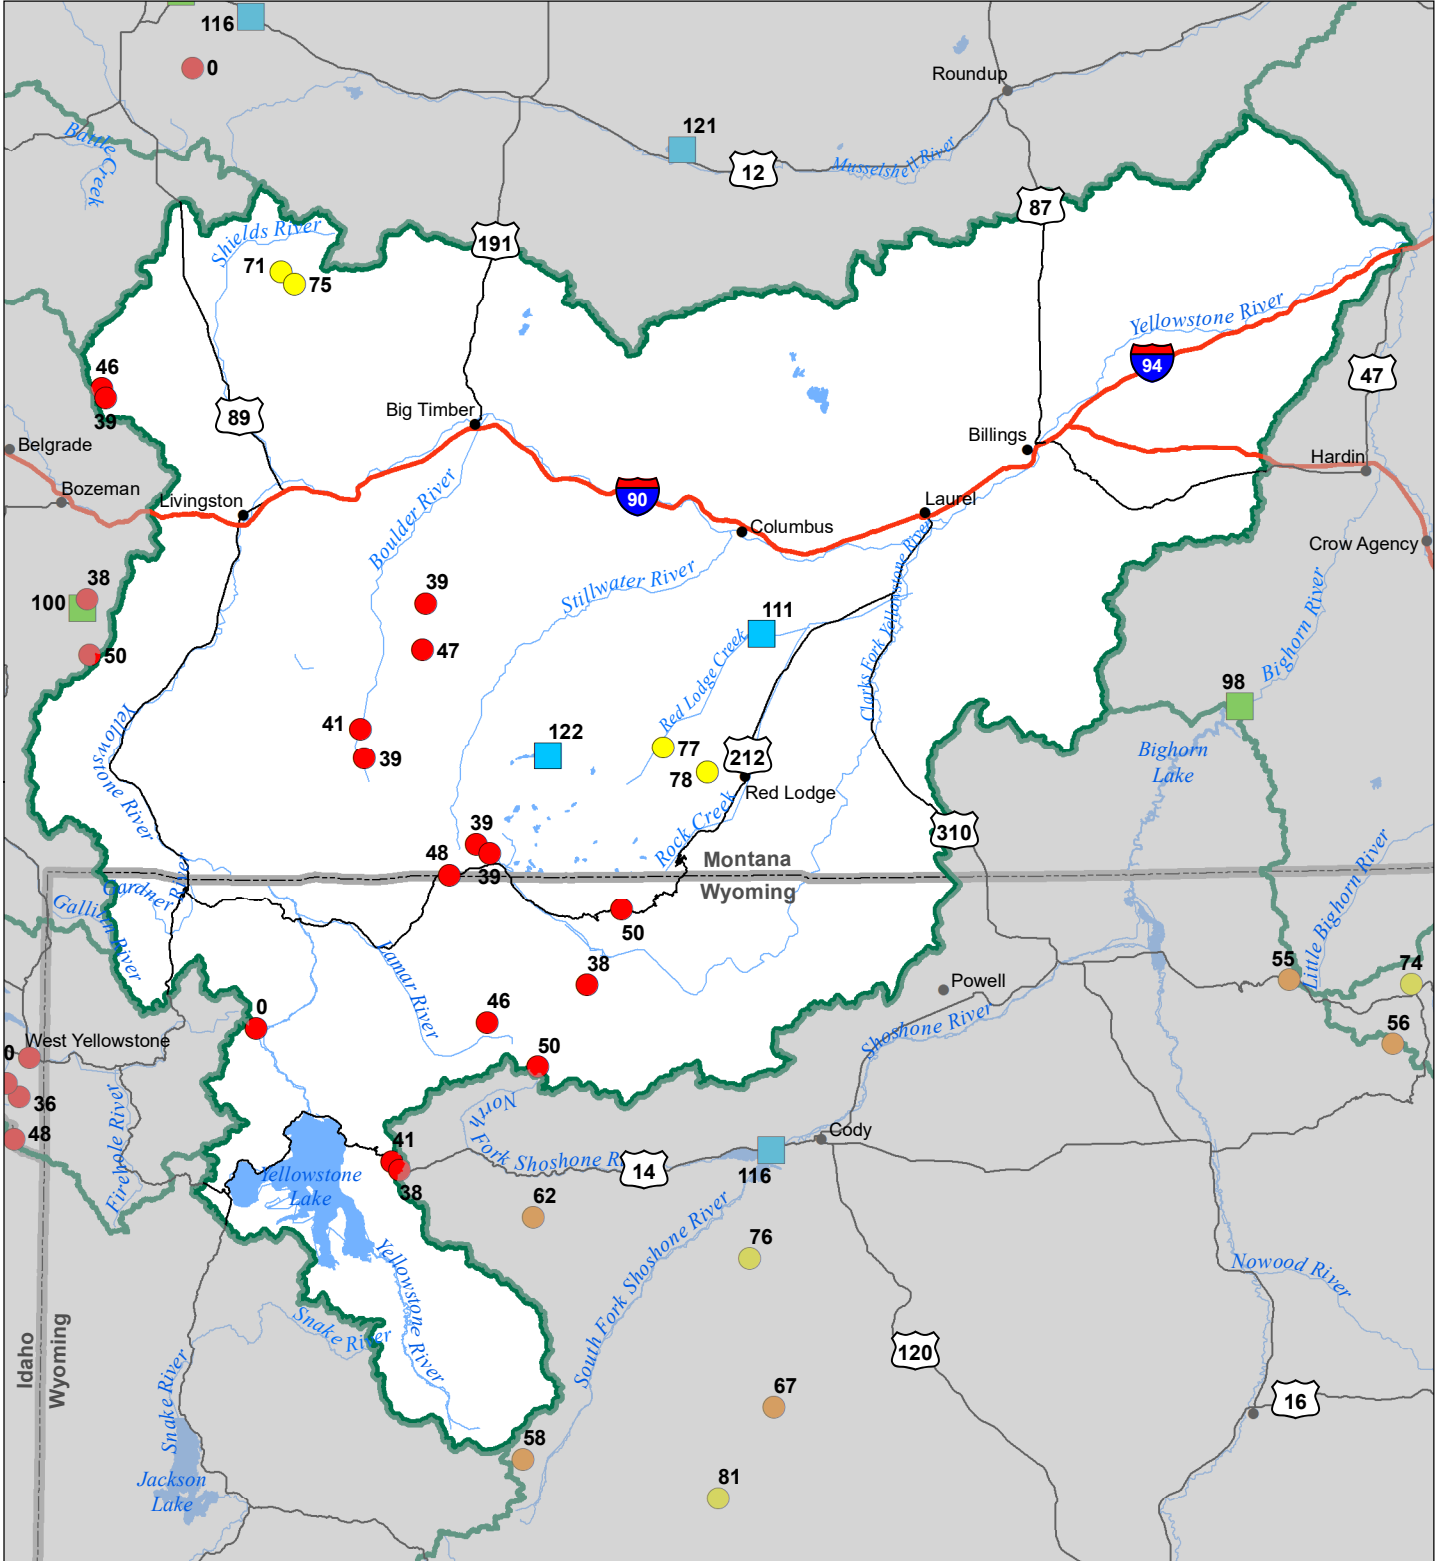 116
0
Roundup
Battle
Creek
121
12
Musselshell River
87
Shields River
191
71
75
Yellowstone River
94
47
46
39
89
Big Timber
Belgrade
Billings
Hardin
Bozeman
Livingston
90
Laurel
Columbus
Boulder River
Crow Agency
38
100
39
Stillwater River
111
Clarks Fork Yellowstone River
Bighorn River
50
47
Red Lodge Creek
98
Yellowstone River
41
39
122
77
78
212
Red Lodge
Bighorn
Lake
Rock Creek
310
39
48
39
Montana
Wyoming
Little Bighorn River
Gardner River
Gallitin River
50
Lamar River
38
Powell
55
74
0
46
Shoshone River
56
West Yellowstone
0
50
36
48
Firehole River
North
Fork Shoshone R
14
Cody
116
41
38
Yellowstone
Lake
62
South Fork Shoshone River
76
Yellowstone River
Nowood River
Snake River
Idaho
Wyoming
120
Snake River
67
16
58
81
Jackson
Lake